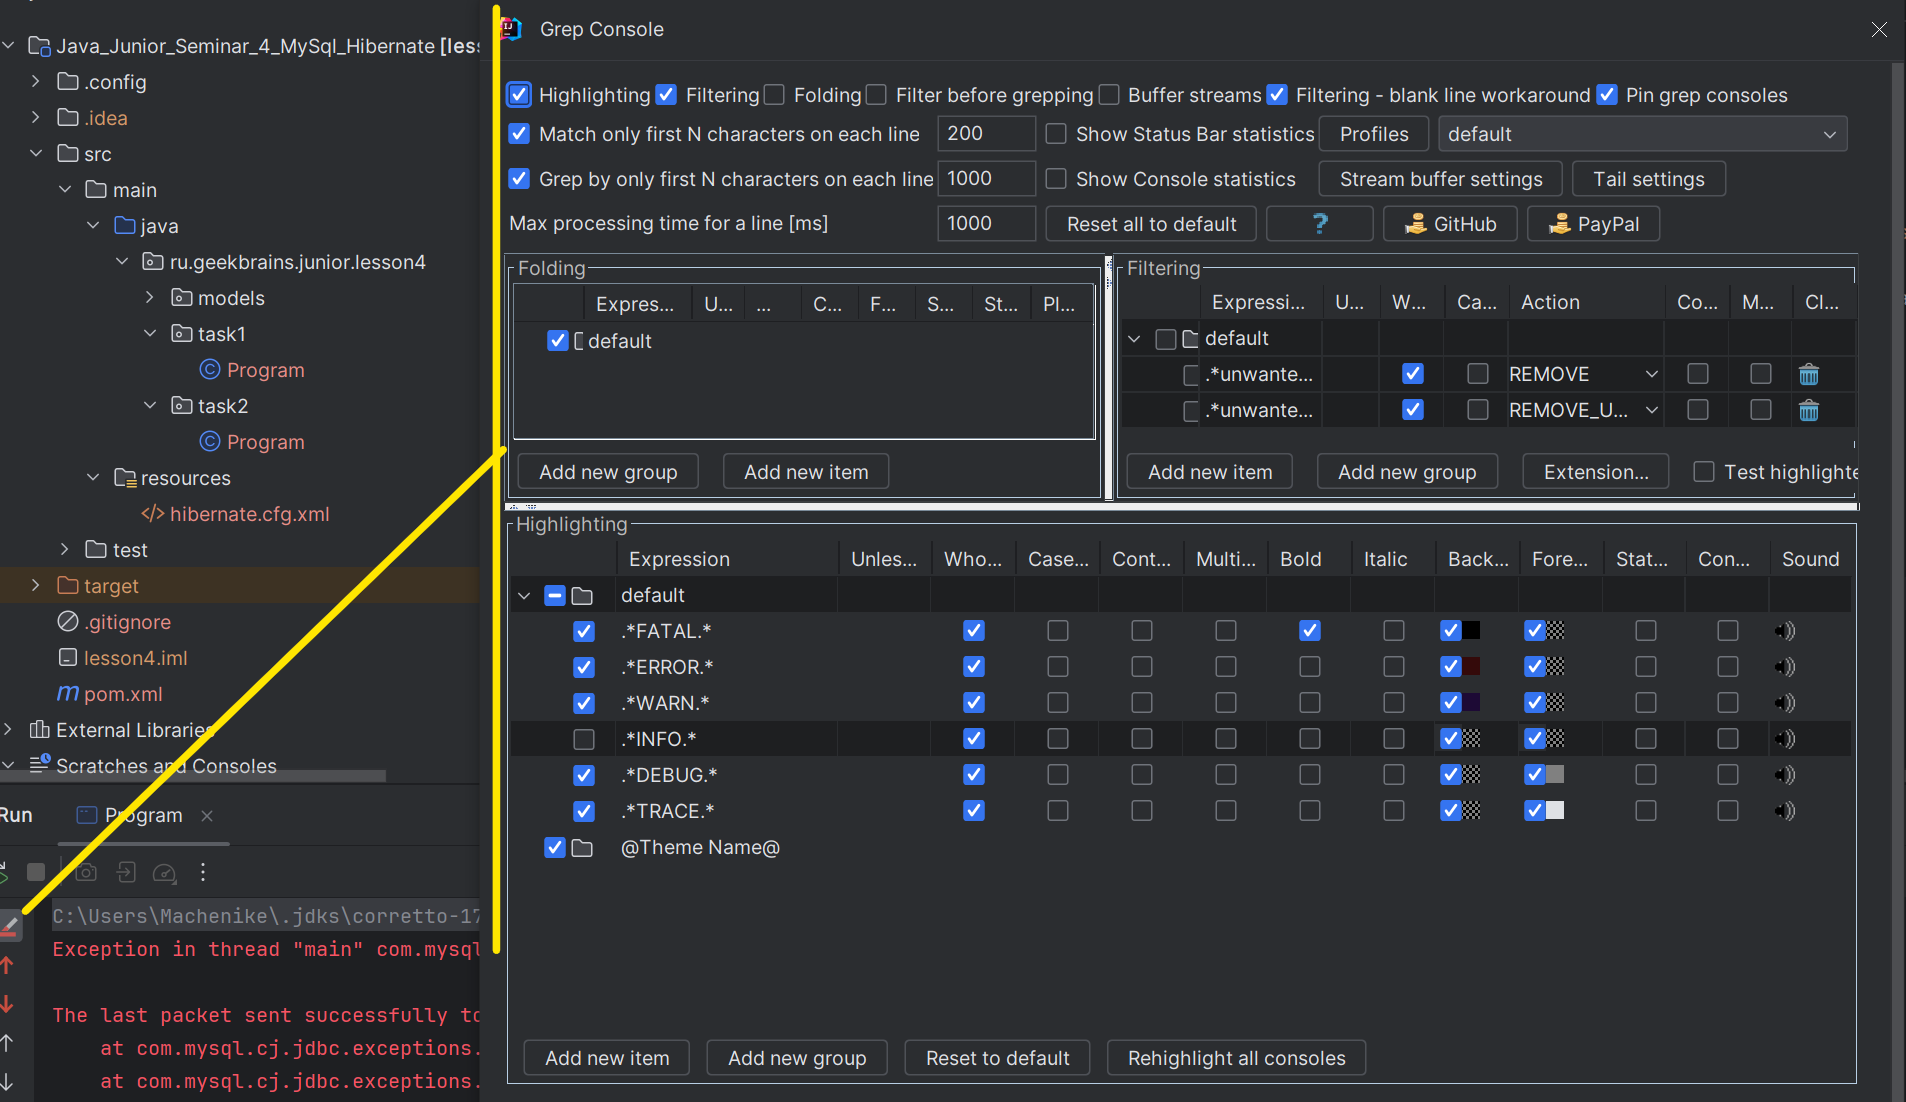 Java_Junior_Seminar_4_MySql_Hibernate [les
.config
.idea
src
main
java
ru.geekbrains.junior.lesson4
models
task1
Program
task2
Program
resources
hibernate.cfg.xml
test
target
.gitignore
lesson4.iml
m pom.xml
External Libraries
Scratches and Consoles
Run Program
C:\Users\Machenike\.jdks\corretto-17
Exception in thread "main" com.mysql
The last packet sent successfully to
at com.mysql.cj.jdbc.exceptions.
at com.mysql.cj.jdbc.exceptions.
Grep Console
Highlighting Filtering Folding Filter before grepping Buffer streams Filtering - blank line workaround Pin grep consoles
Match only first N characters on each line 200 Show Status Bar statistics Profiles default
Grep by only first N characters on each line 1000 Show Console statistics Stream buffer settings Tail settings
Max processing time for a line [ms] 1000 Reset all to default ? GitHub PayPal
Folding
Expres... U... ... C... F... S... St... Pl...
default
Add new group Add new item
Filtering
Expressi... U... W... Ca... Action Co... M... Cl...
default
.*unwante... REMOVE
.*unwante... REMOVE_U...
Add new item Add new group Extension... Test highlighte
Highlighting
Expression Unles... Who... Case... Cont... Multi... Bold Italic Back... Fore... Stat... Con... Sound
default
.*FATAL.*
.*ERROR.*
.*WARN.*
.*INFO.*
.*DEBUG.*
.*TRACE.*
@Theme Name@
Add new item Add new group Reset to default Rehighlight all consoles